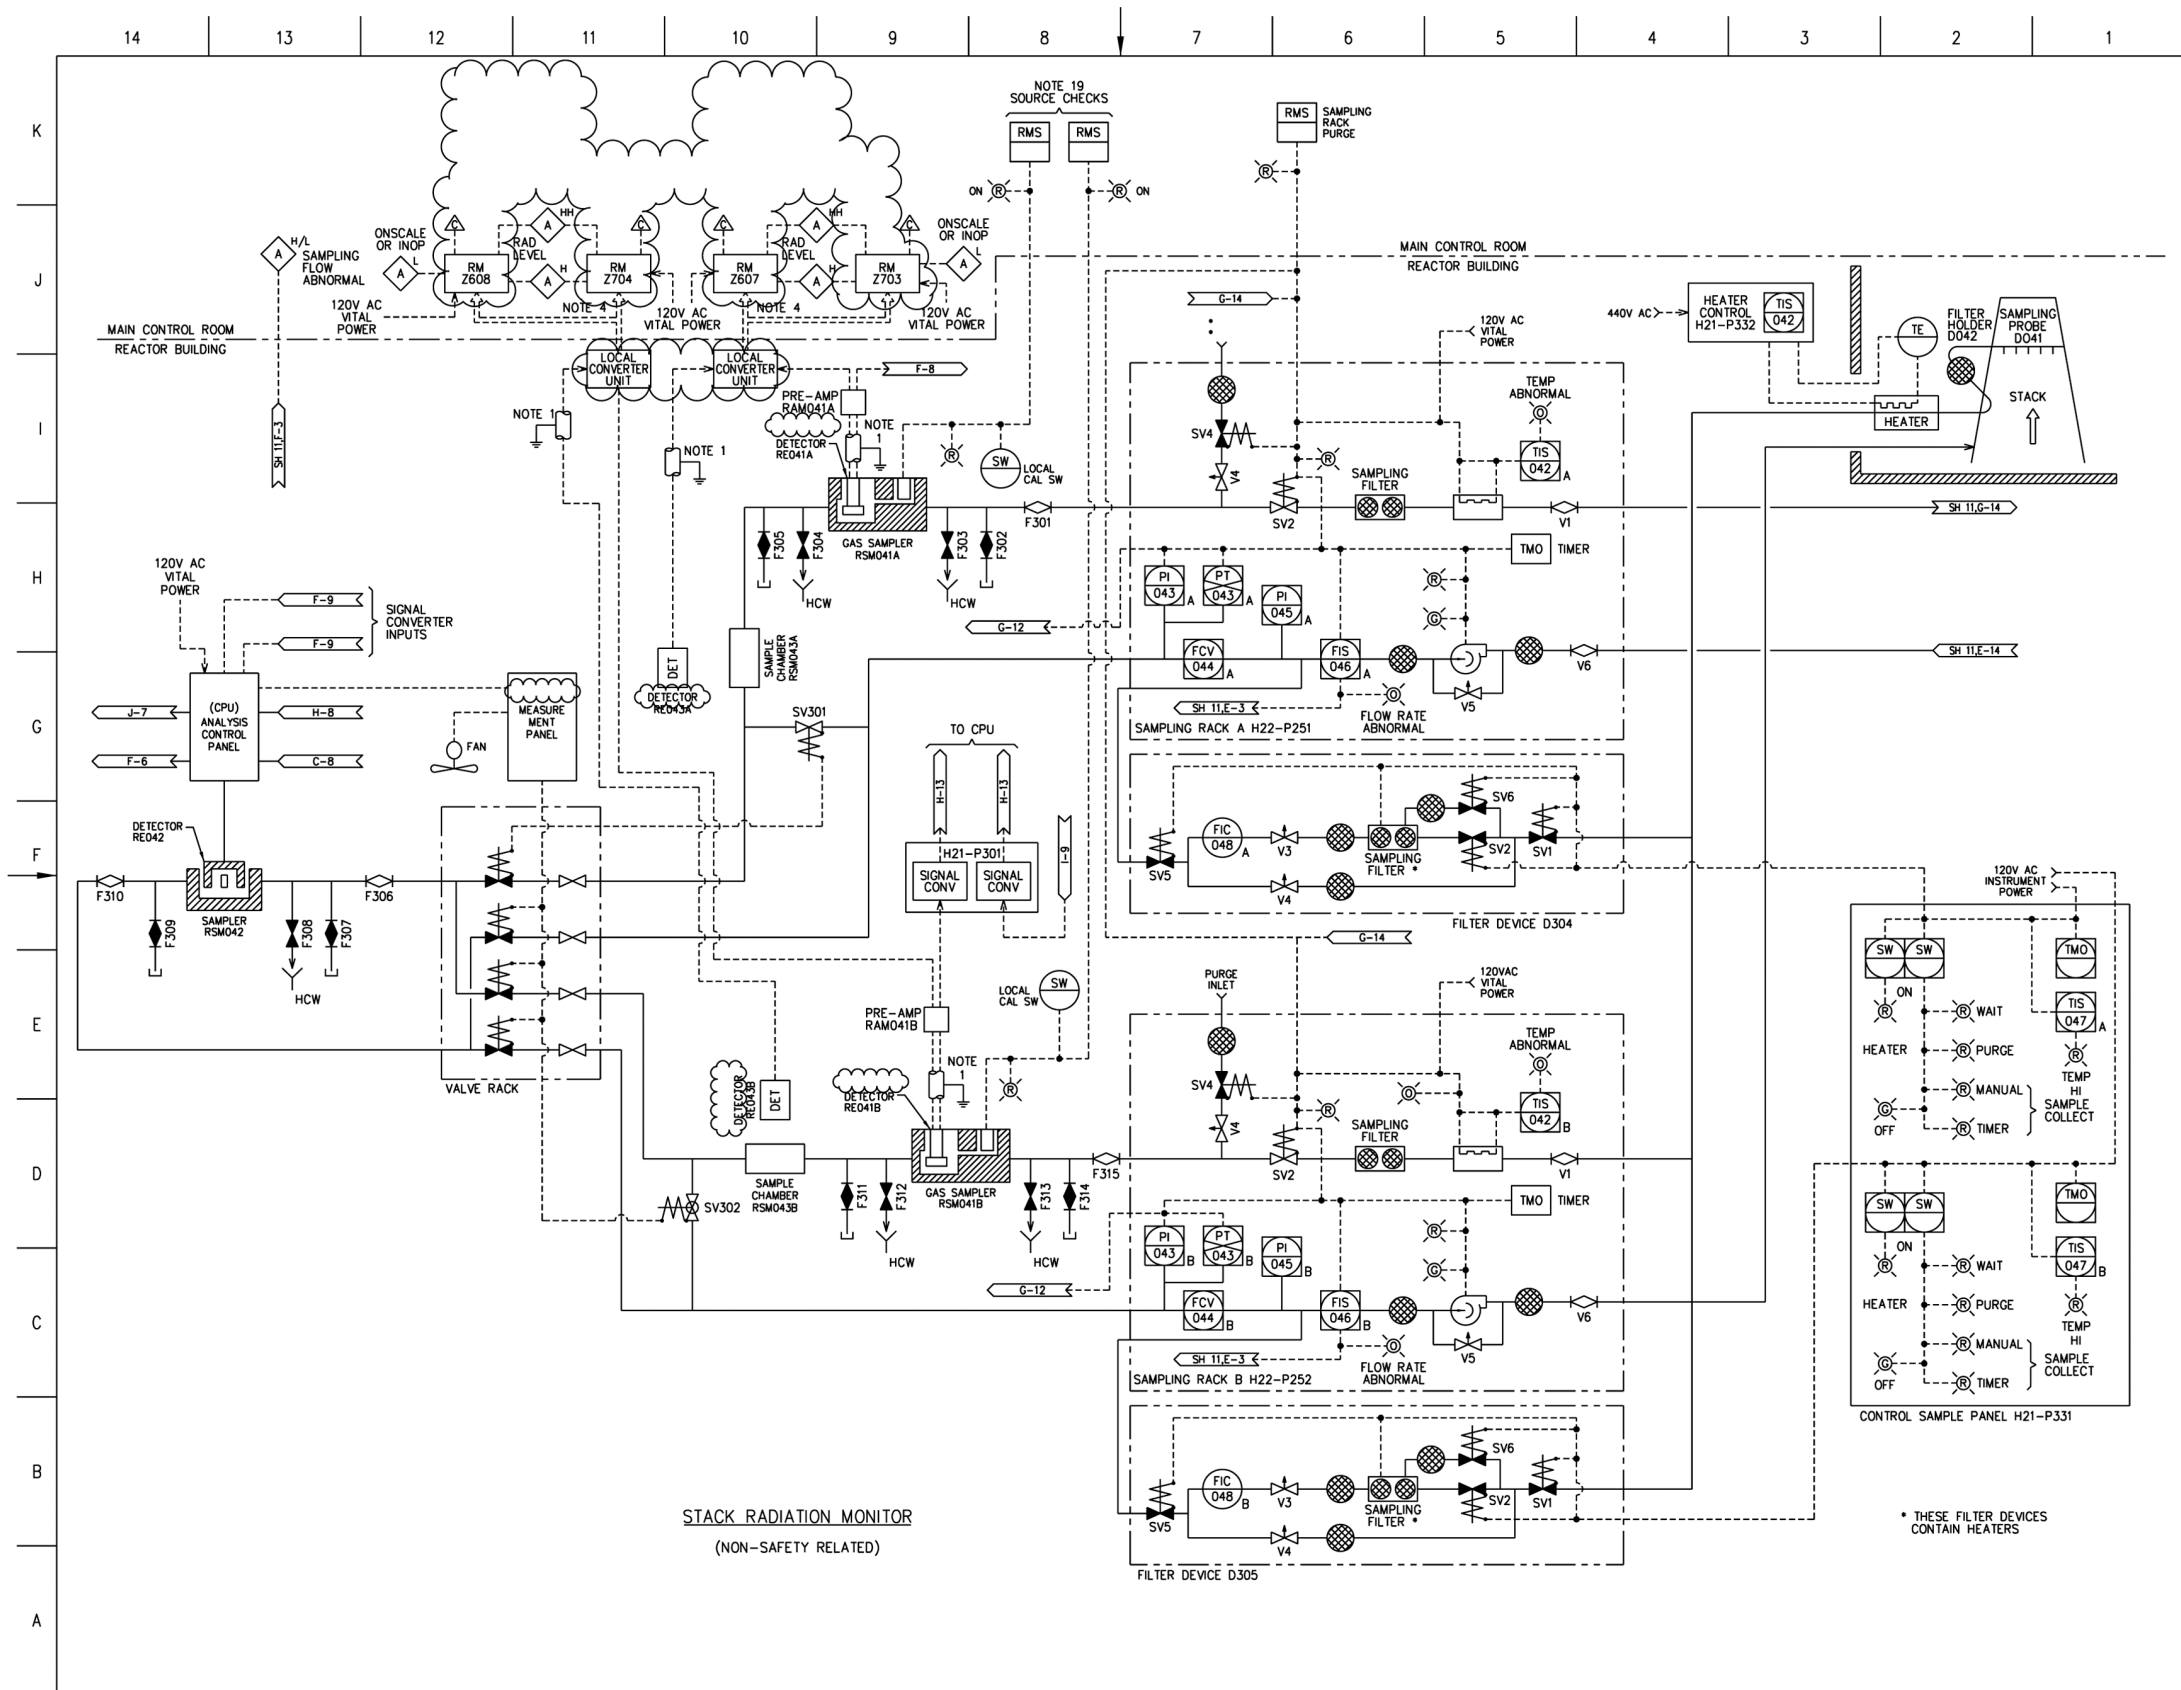 14 13 12 11 10 9 8 7 6 5 4 3 2 1
K
NOTE 19
SOURCE CHECKS
RMS
RMS
RMS
SAMPLING
RACK
PURGE
R
ON R
R ON
J
H/L
A
SAMPLING
FLOW
ABNORMAL
ONSCALE
OR INOP
L
A
C
RM
Z608
120V AC
VITAL
POWER
HH
A
RAD
LEVEL
H
A
C
RM
Z704
NOTE 4
120V AC
VITAL POWER
C
RM
Z607
HH
A
RAD
LEVEL
H
A
NOTE 4
C
RM
Z703
ONSCALE
OR INOP
L
A
120V AC
VITAL POWER
MAIN CONTROL ROOM
REACTOR BUILDING
MAIN CONTROL ROOM
REACTOR BUILDING
G-14
440V AC
HEATER
CONTROL
H21-P332
TIS
042
TE
FILTER
HOLDER
D042
SAMPLING
PROBE
D041
STACK
HEATER
I
SH 11,F-3
LOCAL
CONVERTER
UNIT
LOCAL
CONVERTER
UNIT
F-8
NOTE 1
NOTE 1
PRE-AMP
RAM041A
NOTE
1
DETECTOR
RE041A
R
SW
LOCAL
CAL SW
120V AC
VITAL
POWER
TEMP
ABNORMAL
O
TIS
042
A
SV4
V4
R
SAMPLING
FILTER
SV2
V1
SH 11,G-14
H
F305
F304
HCW
GAS SAMPLER
RSM041A
F303
HCW
F302
F301
120V AC
VITAL
POWER
F-9
F-9
SIGNAL
CONVERTER
INPUTS
SAMPLE
CHAMBER
RSM043A
G-12
PI
043
A
PT
043
A
PI
045
A
R
G
TMO
TIMER
G
FCV
044
A
FIS
046
A
V5
V6
SH 11,E-14
SH 11,E-3
O
FLOW RATE
ABNORMAL
SAMPLING RACK A H22-P251
(CPU)
ANALYSIS
CONTROL
PANEL
J-7
H-8
F-6
C-8
FAN
MEASURE
MENT
PANEL
DET
DETECTOR
RE043A
SV301
TO CPU
H-13
H-13
I-9
SV6
F
DETECTOR
RE042
F310
F309
SAMPLER
RSM042
F308
HCW
F307
F306
H21-P301
SIGNAL
CONV
SIGNAL
CONV
SV5
FIC
048
A
V3
V4
SAMPLING
FILTER *
SV2
SV1
FILTER DEVICE D304
G-14
120V AC
INSTRUMENT
POWER
E
VALVE RACK
LOCAL
CAL SW
SW
PRE-AMP
RAM041B
NOTE
1
R
DETECTOR
RE043B
DET
DETECTOR
RE041B
PURGE
INLET
120VAC
VITAL
POWER
TEMP
ABNORMAL
O
O
TIS
042
B
SW
SW
TMO
ON
R
R WAIT
HEATER
R PURGE
R MANUAL
SAMPLE
COLLECT
G
OFF
R TIMER
TIS
047
A
R
TEMP
HI
D
SV302
SAMPLE
CHAMBER
RSM043B
F311
F312
HCW
GAS SAMPLER
RSM041B
F313
HCW
F314
F315
SV4
V4
R
SV2
SAMPLING
FILTER
V1
TMO
TIMER
SW
SW
TMO
ON
R
R WAIT
HEATER
R PURGE
R MANUAL
SAMPLE
COLLECT
G
OFF
R TIMER
TIS
047
B
R
TEMP
HI
CONTROL SAMPLE PANEL H21-P331
C
G-12
PI
043
B
PT
043
B
PI
045
B
R
G
FCV
044
B
FIS
046
B
V5
V6
SH 11,E-3
O
FLOW RATE
ABNORMAL
SAMPLING RACK B H22-P252
B
SV5
FIC
048
B
V3
V4
SAMPLING
FILTER *
SV6
SV2
SV1
FILTER DEVICE D305
STACK RADIATION MONITOR
(NON-SAFETY RELATED)
* THESE FILTER DEVICES
CONTAIN HEATERS
A